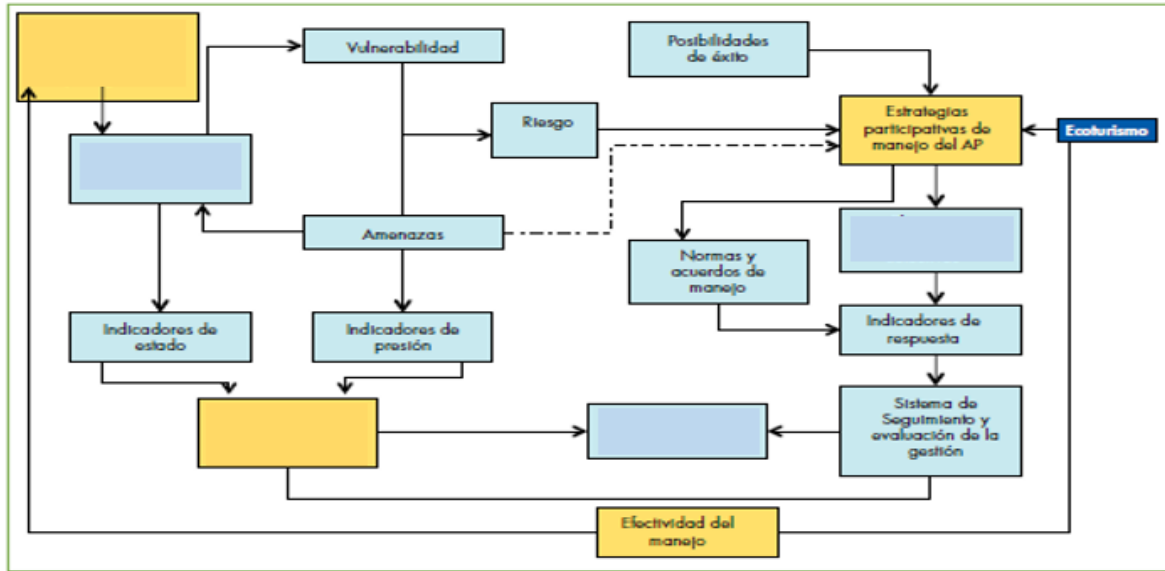 Vulnerabilidad
Posibilidades
de éxito
Riesgo
Estrategias
participativas de
manejo del AP
Ecoturismo
Amenazas
Normas y
acuerdos de
manejo
Indicadores de
estado
Indicadores de
presión
Indicadores de
respuesta
Sistema de
Seguimiento y
evaluación de la
gestión
Efectividad del
manejo